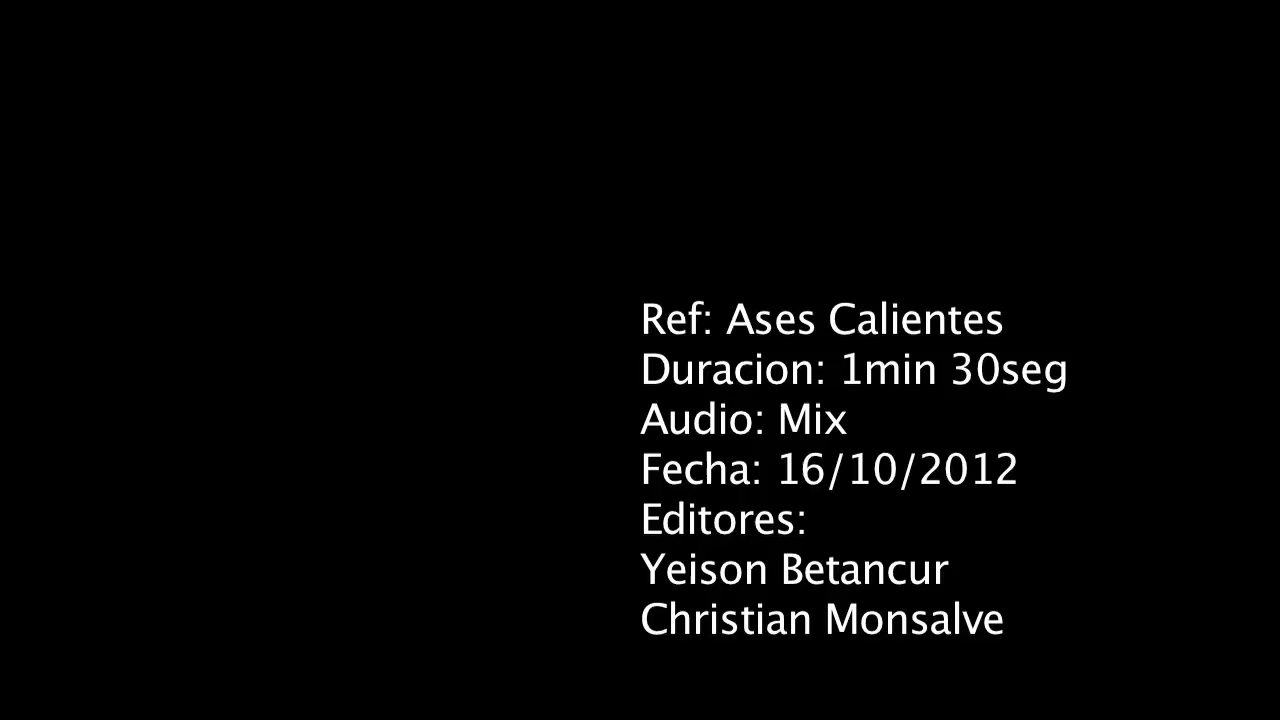 Ref: Ases Calientes
Duracion: 1min 30seg
Audio: Mix
Fecha: 16/10/2012
Editores:
Yeison Betancur
Christian Monsalve